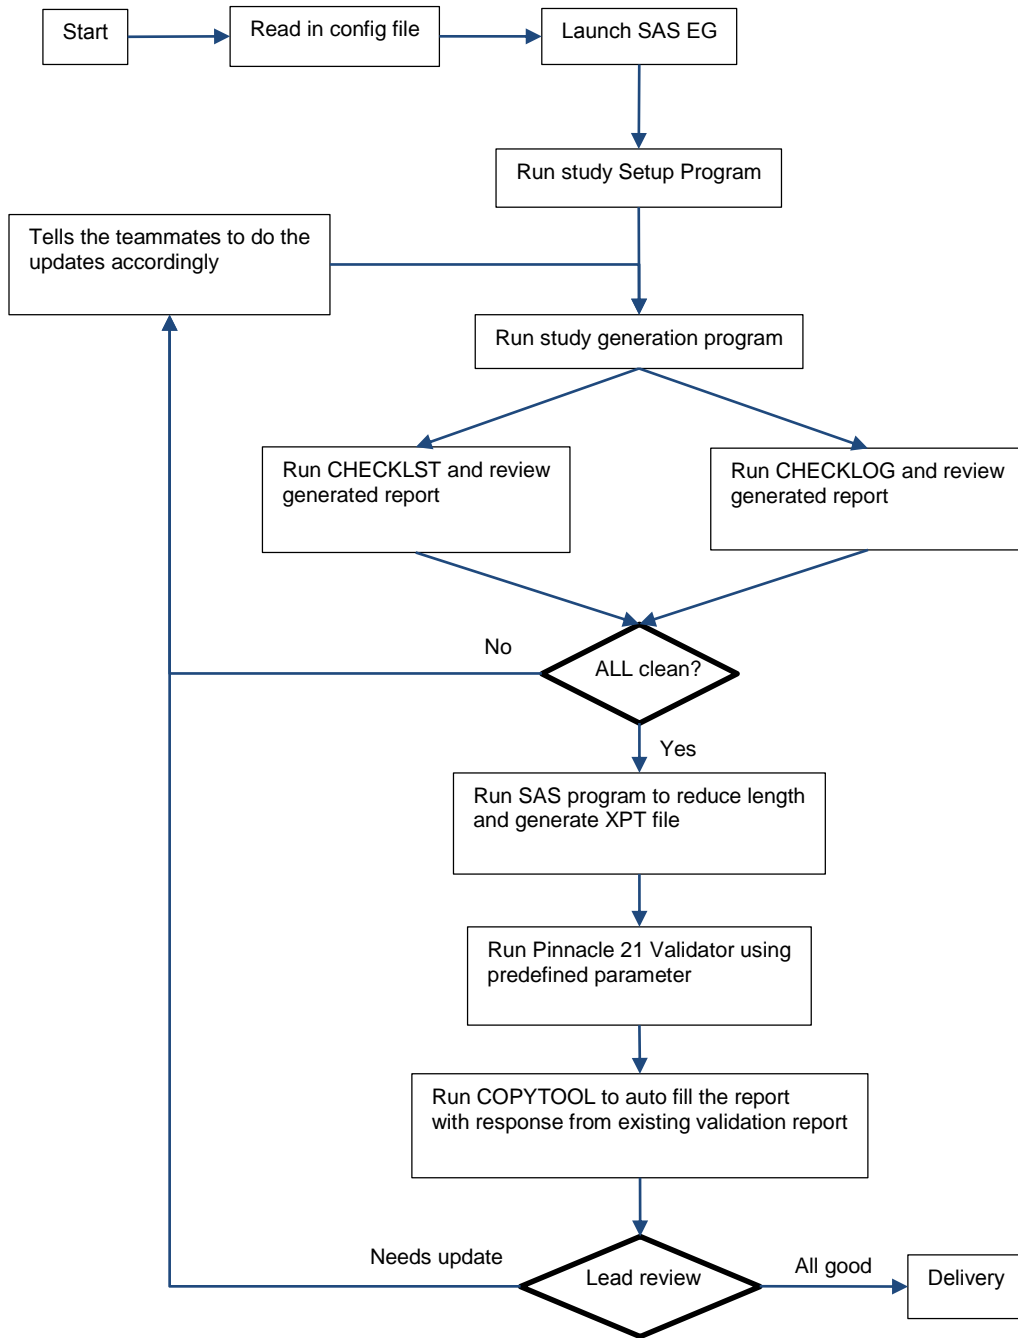 Start
Read in config file
Launch SAS EG
Run study Setup Program
Tells the teammates to do the
updates accordingly
Run study generation program
Run CHECKLST and review
generated report
Run CHECKLOG and review
generated report
No
ALL clean?
Yes
Run SAS program to reduce length
and generate XPT file
Run Pinnacle 21 Validator using
predefined parameter
Run COPYTOOL to auto fill the report
with response from existing validation report
Needs update
Lead review
All good
Delivery